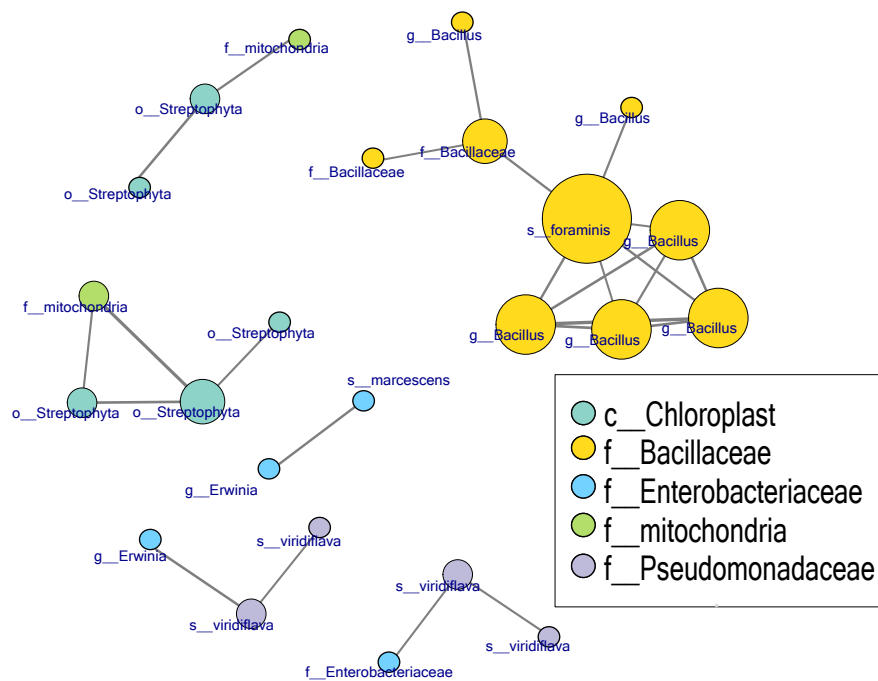 g__Bacillus
f__mitochondria
g__Bacillus
o__Streptophyta
f__Bacillaceae
f__Bacillaceae
o__Streptophyta
s__foraminis
g__Bacillus
f__mitochondria
o__Streptophyta
g__Bacillus
g__Bacillus
g__Bacillus
s__marcescens
o__Streptophyta
o__Streptophyta
g__Erwinia
c__Chloroplast
f__Bacillaceae
f__Enterobacteriaceae
f__mitochondria
f__Pseudomonadaceae
g__Erwinia
s__viridiflava
s__viridiflava
s__viridiflava
s__viridiflava
f__Enterobacteriaceae